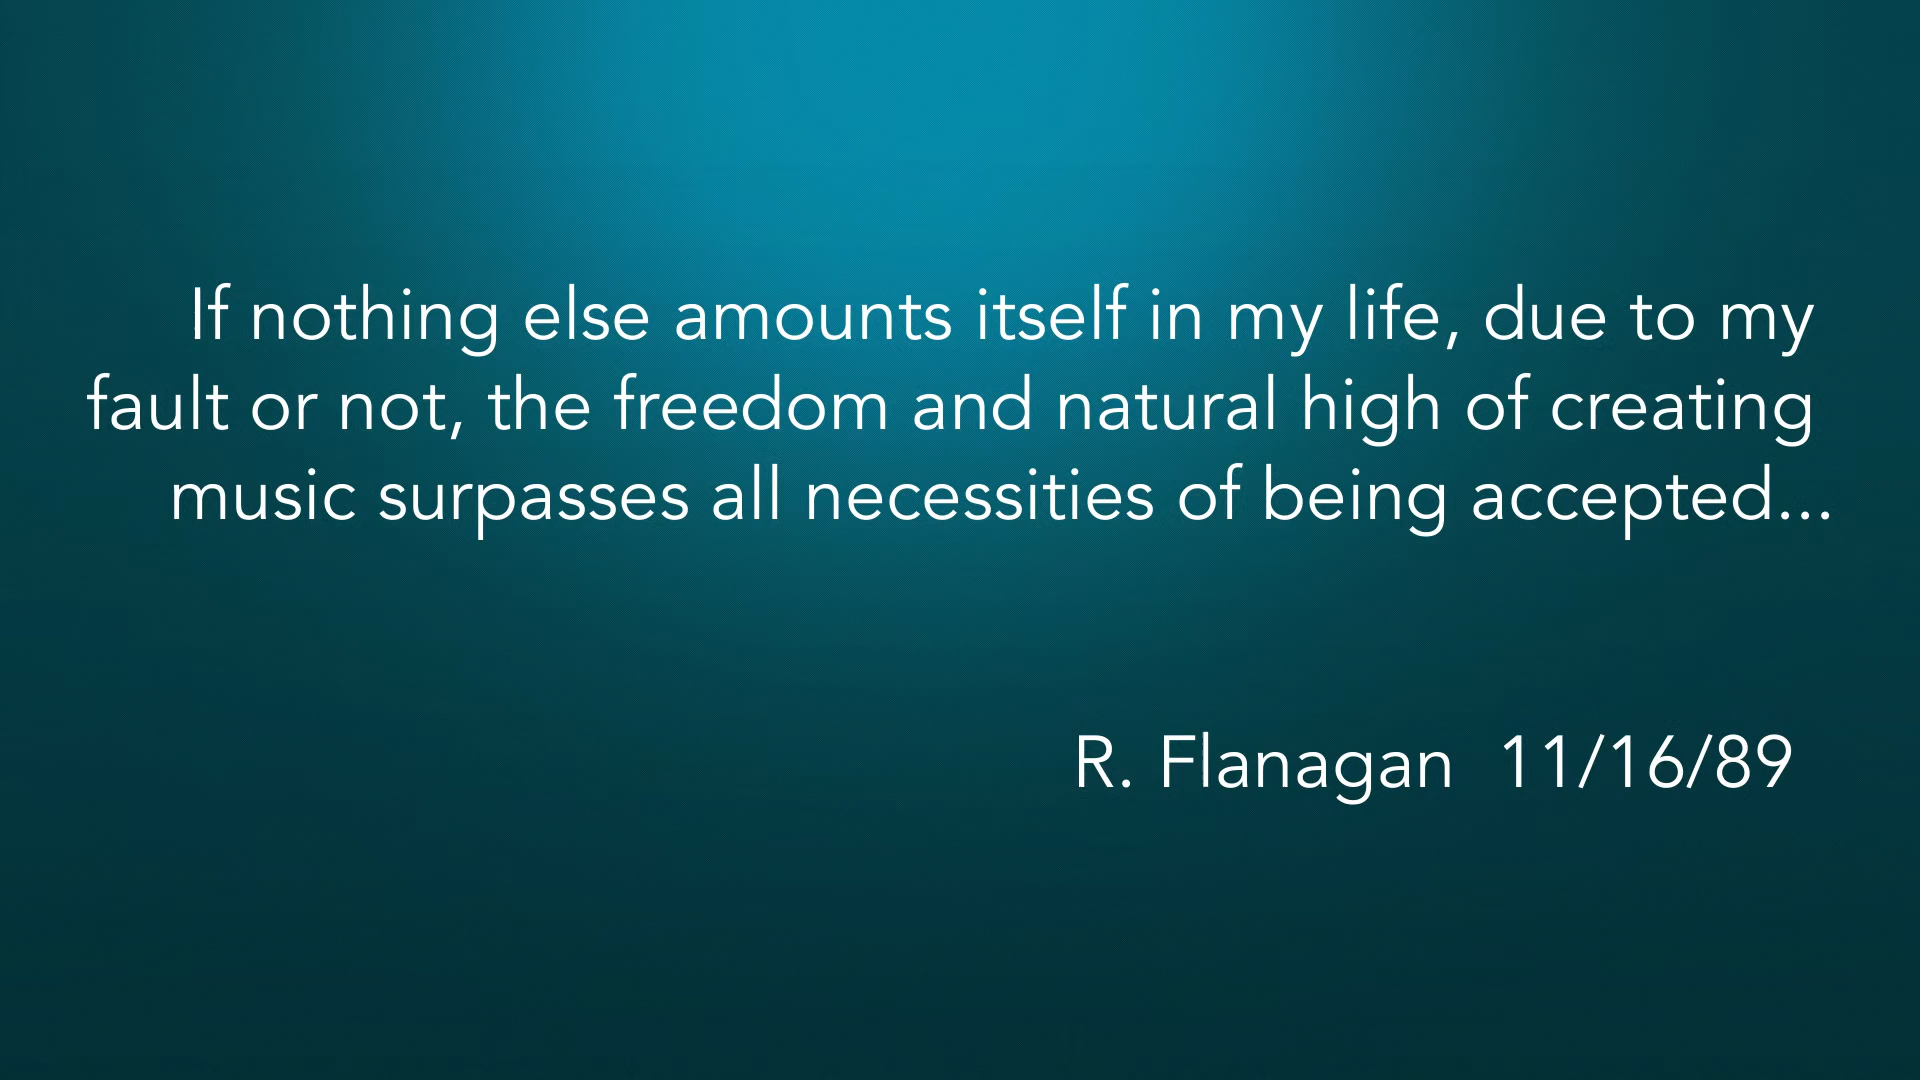 If nothing else amounts itself in my life, due to my
fault or not, the freedom and natural high of creating
music surpasses all necessities of being accepted...
R. Flanagan 11/16/89